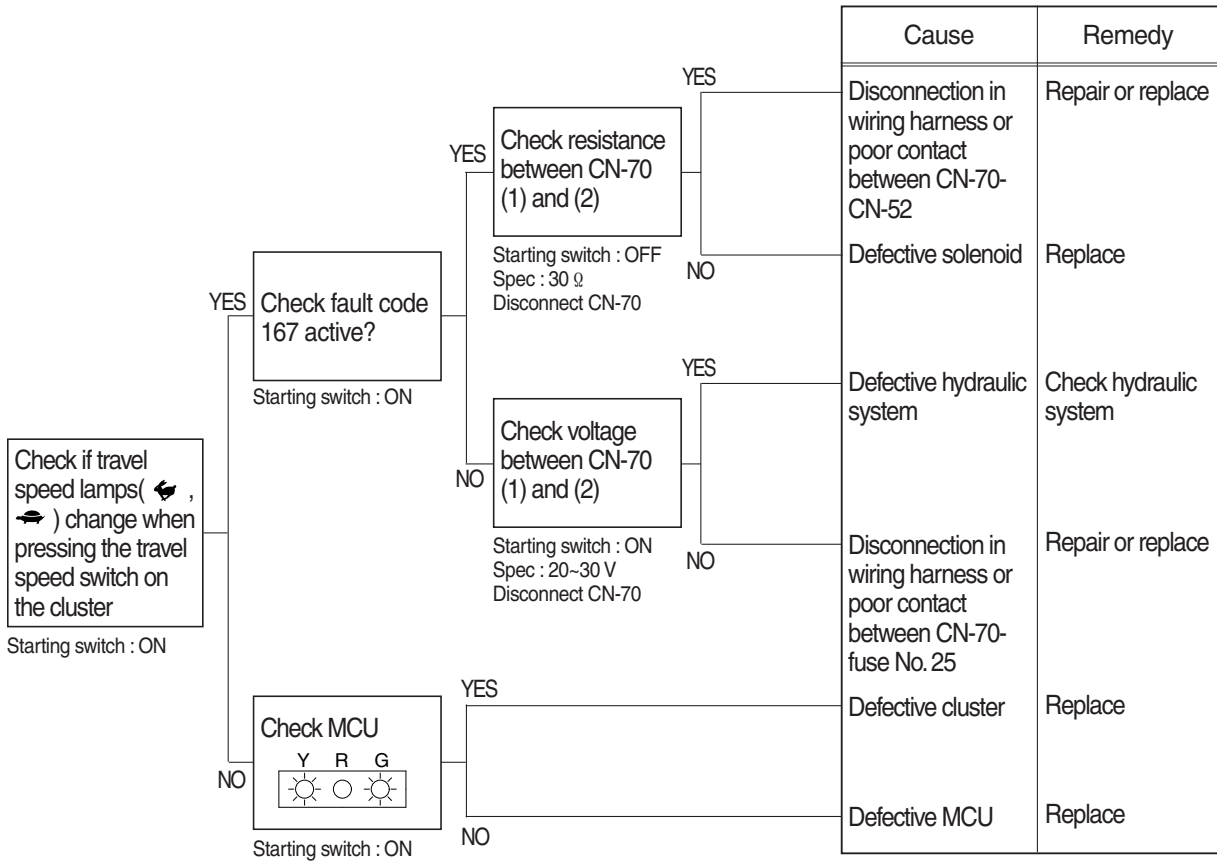 Cause
Remedy
YES
Disconnection in
wiring harness or
poor contact
between CN-70-
CN-52
Repair or replace
YES
Check resistance
between CN-70
(1) and (2)
Starting switch : OFF
Spec : 30 Ω
Disconnect CN-70
NO
Defective solenoid
Replace
YES
Check fault code
167 active?
Starting switch : ON
YES
Defective hydraulic
system
Check hydraulic
system
NO
Check voltage
between CN-70
(1) and (2)
Starting switch : ON
Spec : 20~30 V
Disconnect CN-70
NO
Disconnection in
wiring harness or
poor contact
between CN-70-
fuse No. 25
Repair or replace
Check if travel
speed lamps( ,
) change when
pressing the travel
speed switch on
the cluster
Starting switch : ON
NO
Check MCU
Y R G
Starting switch : ON
YES
Defective cluster
Replace
NO
Defective MCU
Replace